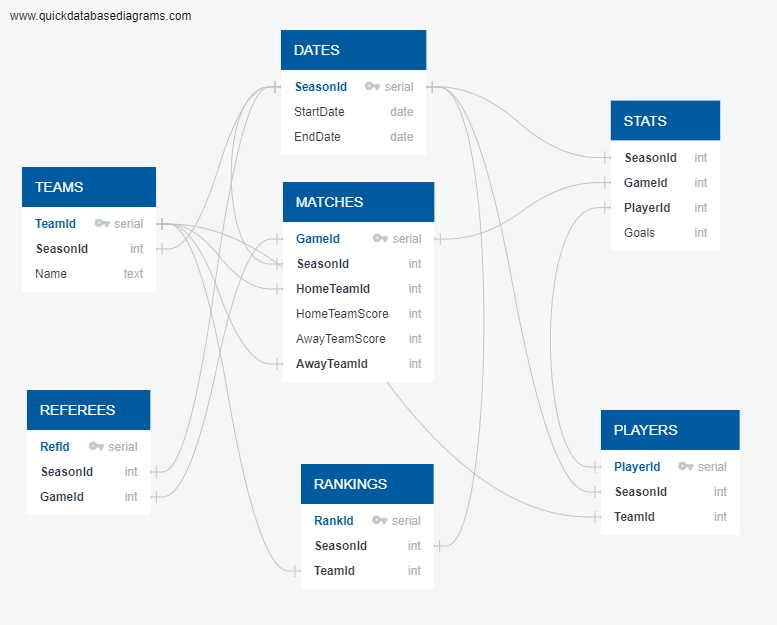 www.quickdatabasediagrams.com
DATES
SeasonId serial
StartDate date
EndDate date
TEAMS
TeamId serial
SeasonId int
Name text
MATCHES
GameId serial
SeasonId int
HomeTeamId int
HomeTeamScore int
AwayTeamScore int
AwayTeamId int
STATS
SeasonId int
GameId int
PlayerId int
Goals int
REFEREES
RefId serial
SeasonId int
GameId int
RANKINGS
RankId serial
SeasonId int
TeamId int
PLAYERS
PlayerId serial
SeasonId int
TeamId int